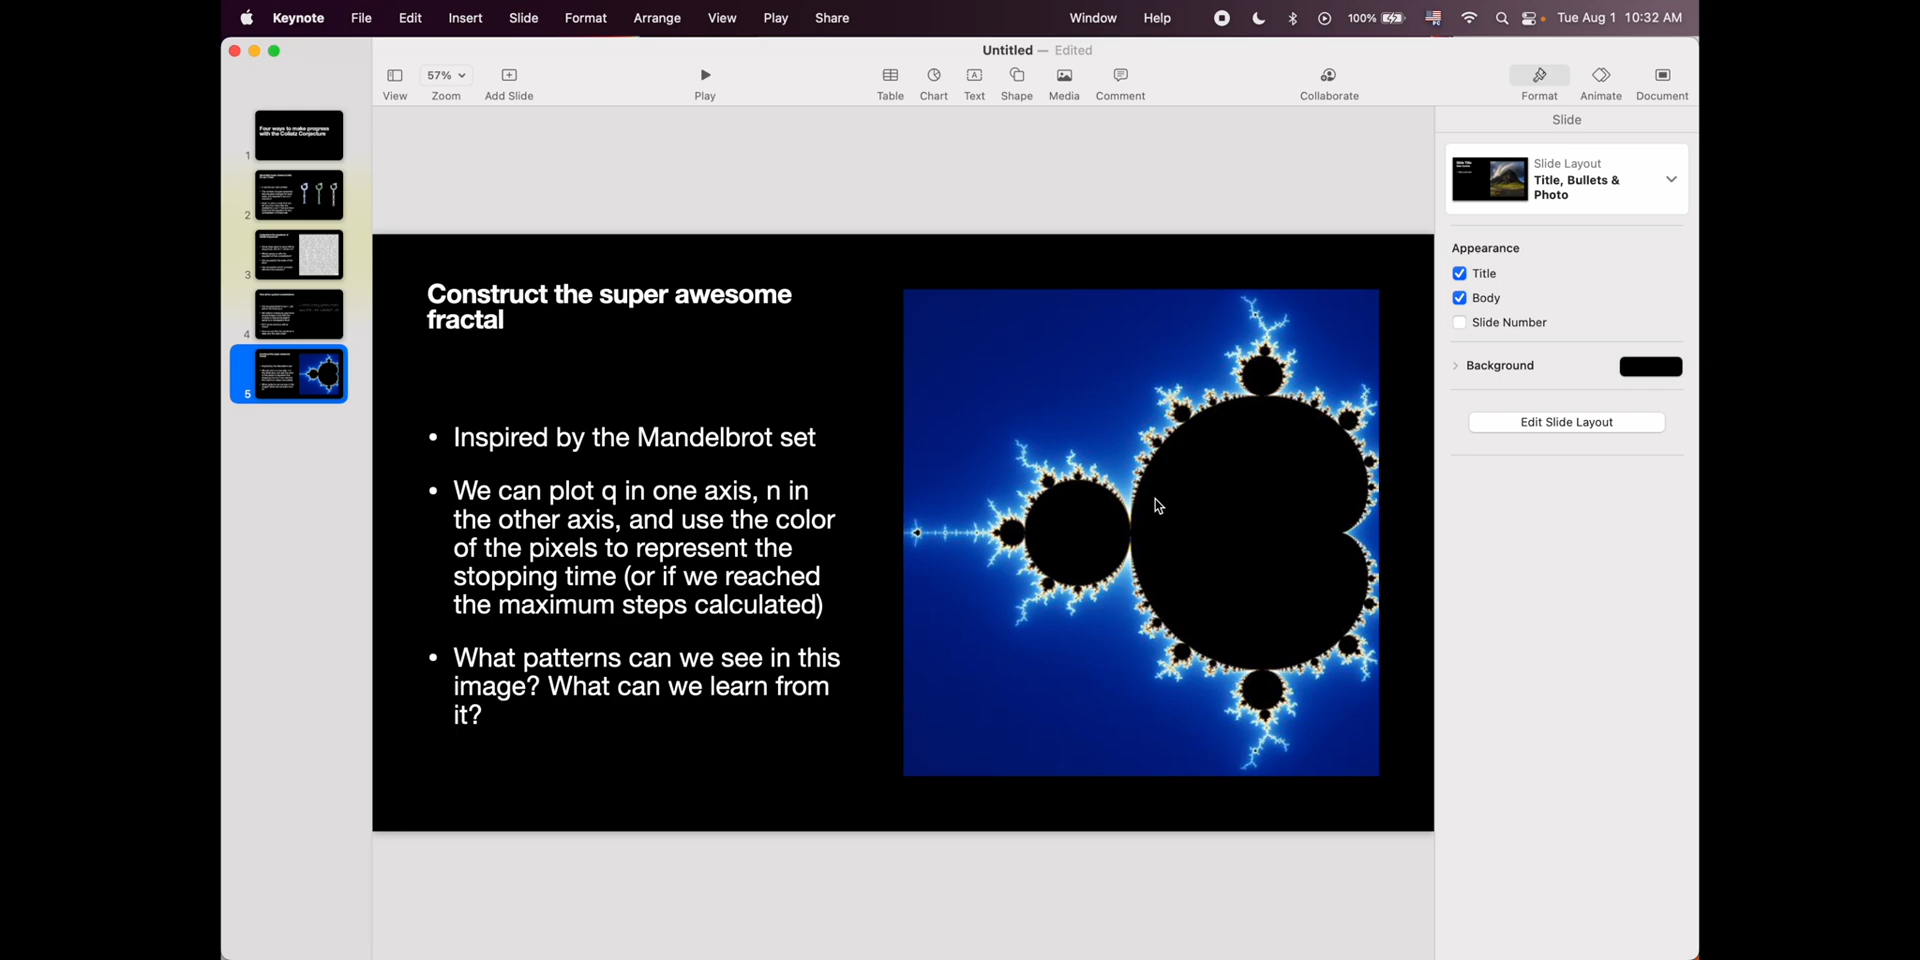 Keynote File Edit Insert Slide Format Arrange View Play Share Window Help 100% Tue Aug 1 10:32 AM
Untitled — Edited
57%
View Zoom Add Slide Play Table Chart Text Shape Media Comment Collaborate Format Animate Document
Slide
Four ways to make progress
with the Collatz Conjecture
1
2
3
4
5
Construct the super awesome
fractal
• Inspired by the Mandelbrot set
• We can plot q in one axis, n in
the other axis, and use the color
of the pixels to represent the
stopping time (or if we reached
the maximum steps calculated)
• What patterns can we see in this
image? What can we learn from
it?
Slide Layout
Title, Bullets &
Photo
Appearance
Title
Body
Slide Number
Background
Edit Slide Layout